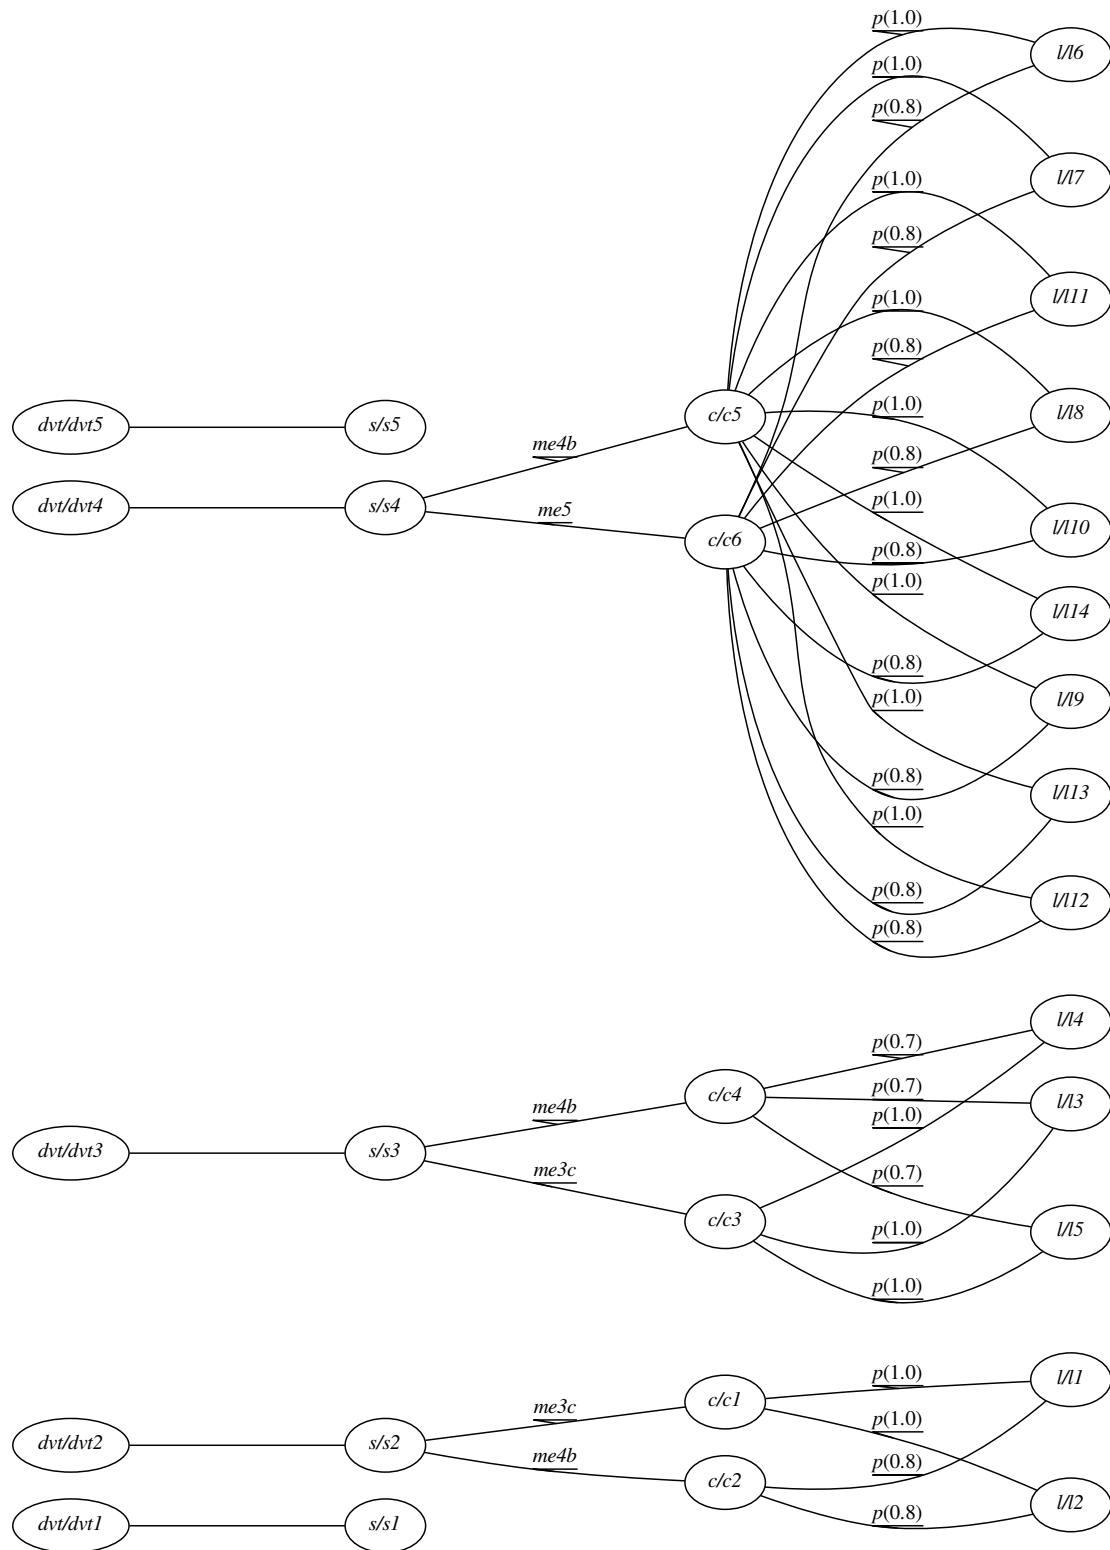 p(1.0)
l/l6
p(1.0)
p(0.8)
l/l7
p(1.0)
p(0.8)
l/l11
p(1.0)
p(0.8)
c/c5
p(1.0)
l/l8
dvt/dvt5
s/s5
me4b
p(0.8)
dvt/dvt4
s/s4
me5
p(1.0)
l/l10
c/c6
p(0.8)
p(1.0)
l/l14
p(0.8)
p(1.0)
l/l9
p(0.8)
l/l13
p(1.0)
p(0.8)
l/l12
p(0.8)
l/l4
p(0.7)
c/c4
p(0.7)
l/l3
me4b
p(1.0)
dvt/dvt3
s/s3
me3c
p(0.7)
c/c3
p(1.0)
l/l5
p(1.0)
p(1.0)
l/l1
me3c
c/c1
p(1.0)
dvt/dvt2
s/s2
me4b
p(0.8)
c/c2
p(0.8)
l/l2
dvt/dvt1
s/s1